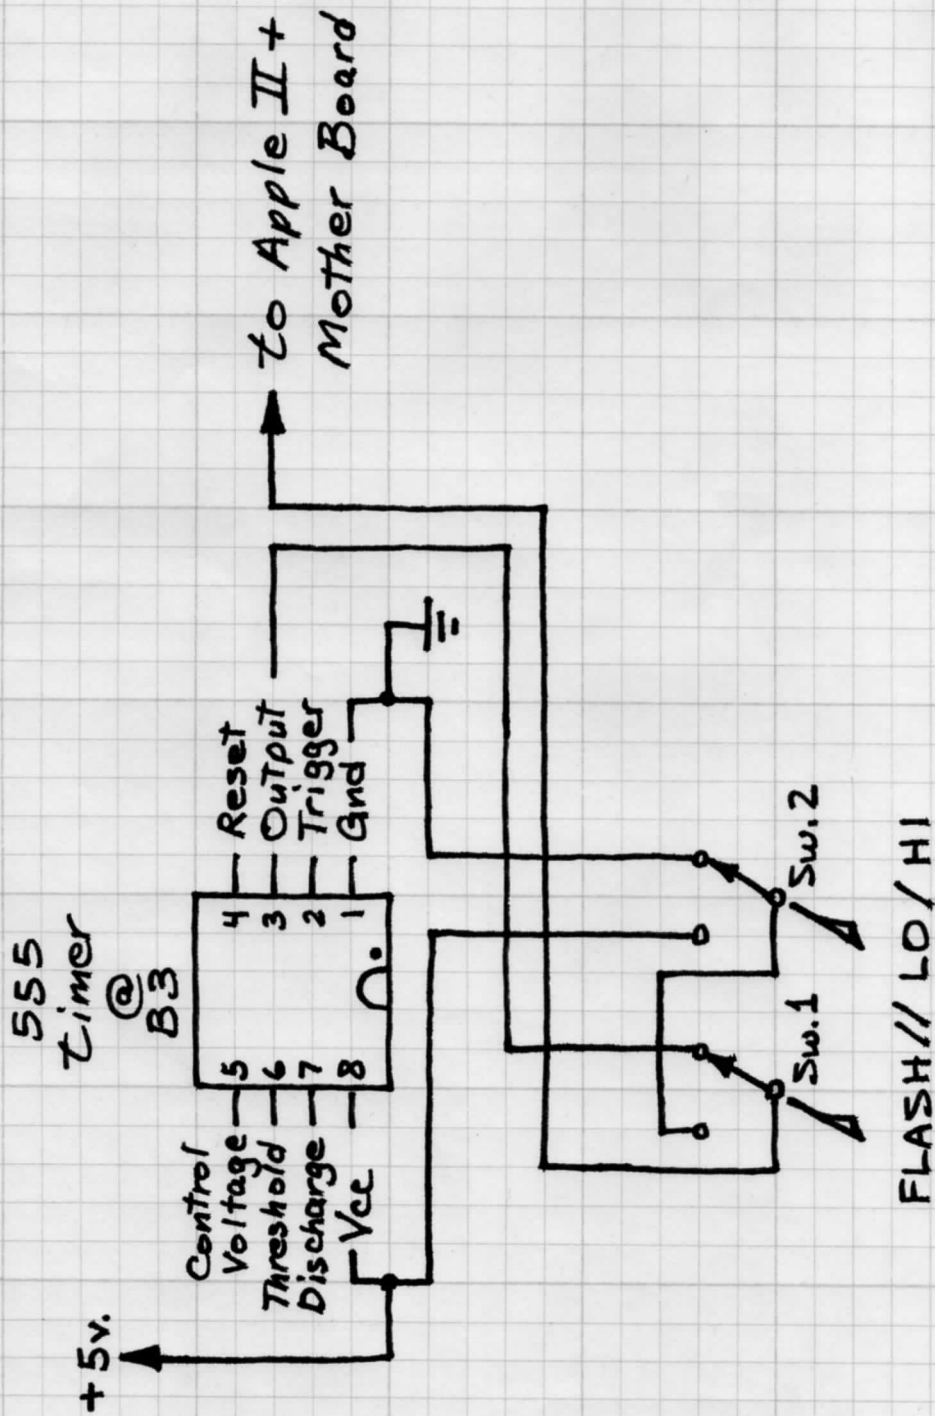 +5v.
555
timer
@
B3
Control
Voltage
Threshold
Discharge
Vcc
5
6
7
8
4
3
2
1
Reset
Output
Trigger
Gnd
to Apple II+
Mother Board
Sw.1
Sw.2
FLASH // LO / HI